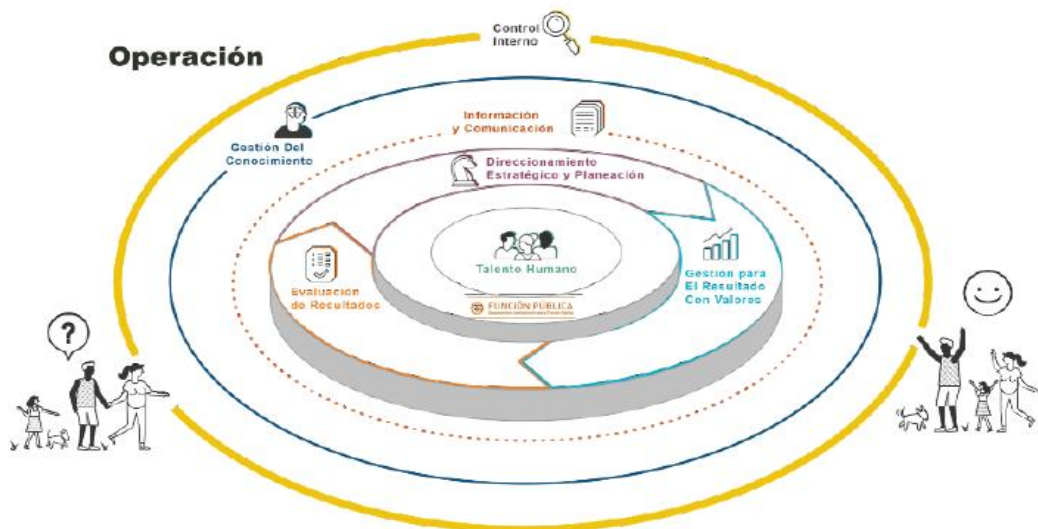 Control
Interno
Operación
Información
y Comunicación
Gestión Del
Conocimiento
Direccionamiento
Estratégico y Planeación
Talento Humano
Gestión para
El Resultado
Con Valores
Evaluación
de Resultados
FUNCIÓN PÚBLICA
?